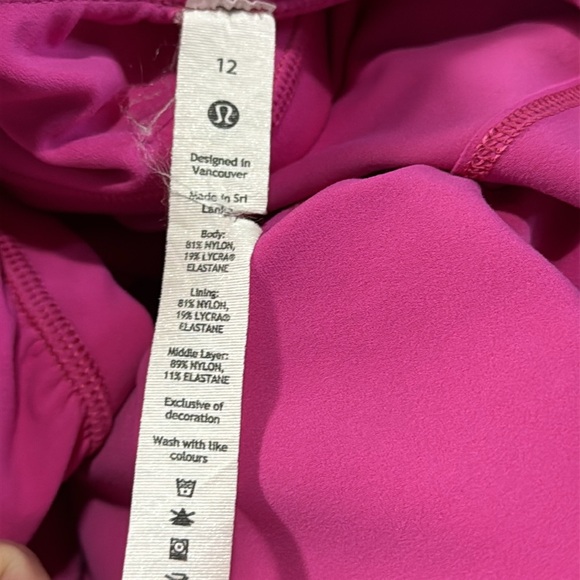 12
Designed in
Vancouver
Made in Sri
Lanka
Body:
81% NYLON,
19% LYCRA®
ELASTANE
Lining:
81% NYLON,
19% LYCRA®
ELASTANE
Middle Layer:
89% NYLON,
11% ELASTANE
Exclusive of
decoration
Wash with like
colours